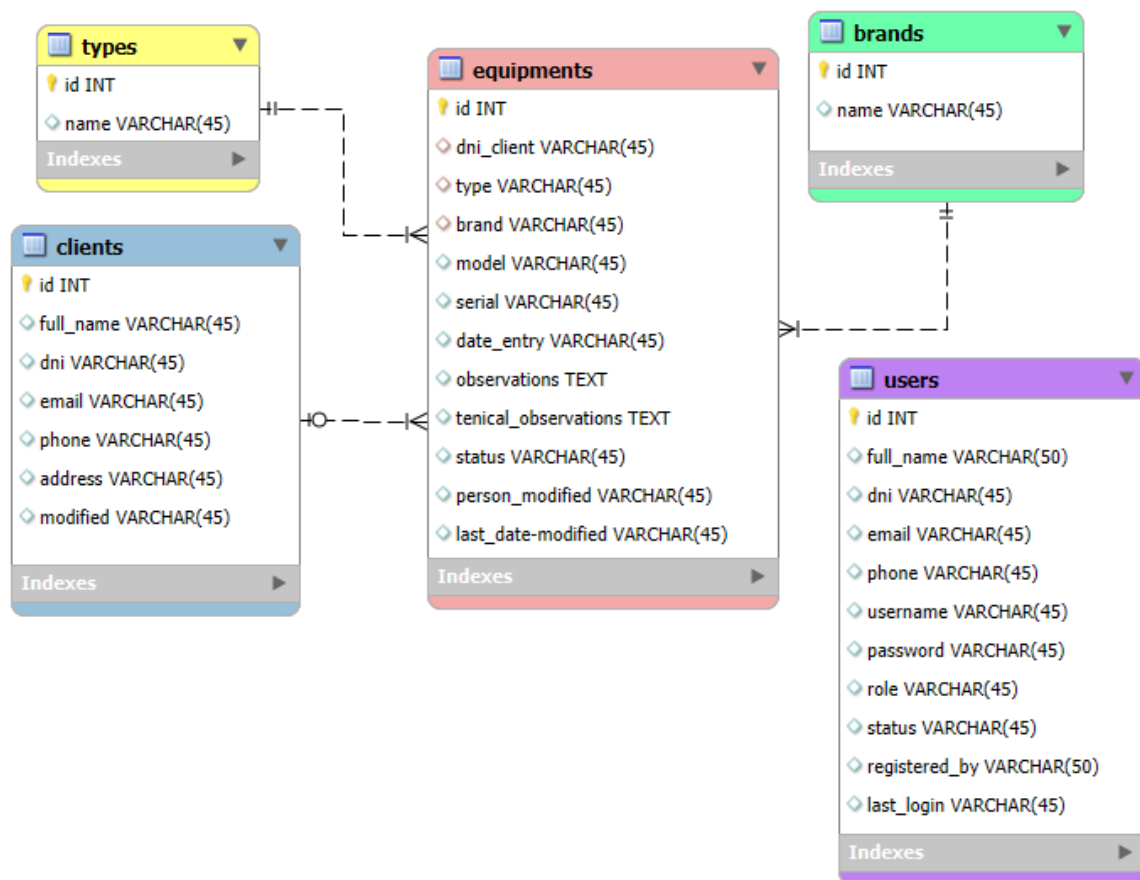 types
id INT
name VARCHAR(45)
Indexes
clients
id INT
full_name VARCHAR(45)
dni VARCHAR(45)
email VARCHAR(45)
phone VARCHAR(45)
address VARCHAR(45)
modified VARCHAR(45)
Indexes
equipments
id INT
dni_client VARCHAR(45)
type VARCHAR(45)
brand VARCHAR(45)
model VARCHAR(45)
serial VARCHAR(45)
date_entry VARCHAR(45)
observations TEXT
tenical_observations TEXT
status VARCHAR(45)
person_modified VARCHAR(45)
last_date-modified VARCHAR(45)
Indexes
brands
id INT
name VARCHAR(45)
Indexes
users
id INT
full_name VARCHAR(50)
dni VARCHAR(45)
email VARCHAR(45)
phone VARCHAR(45)
username VARCHAR(45)
password VARCHAR(45)
role VARCHAR(45)
status VARCHAR(45)
registered_by VARCHAR(50)
last_login VARCHAR(45)
Indexes